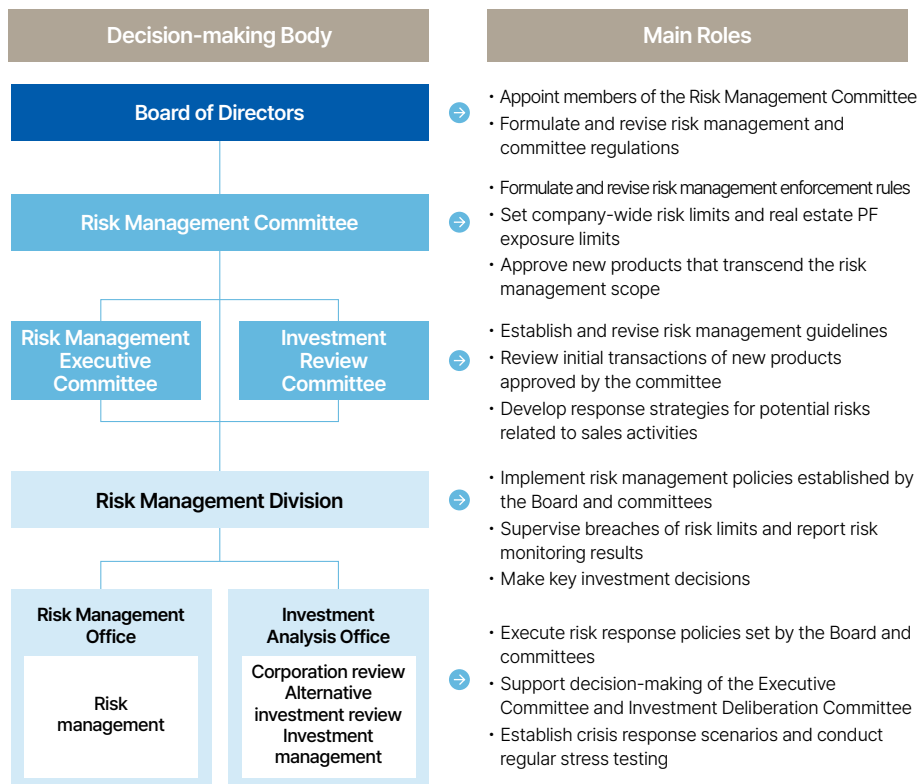 Decision-making Body
Main Roles
Board of Directors
• Appoint members of the Risk Management Committee
• Formulate and revise risk management and
committee regulations
Risk Management Committee
• Formulate and revise risk management enforcement rules
• Set company-wide risk limits and real estate PF
exposure limits
• Approve new products that transcend the risk
management scope
Risk Management
Executive
Committee
Investment
Review
Committee
• Establish and revise risk management guidelines
• Review initial transactions of new products
approved by the committee
• Develop response strategies for potential risks
related to sales activities
Risk Management Division
• Implement risk management policies established by
the Board and committees
• Supervise breaches of risk limits and report risk
monitoring results
• Make key investment decisions
Risk Management
Office
Risk
management
Investment
Analysis Office
Corporation review
Alternative
investment review
Investment
management
• Execute risk response policies set by the Board and
committees
• Support decision-making of the Executive
Committee and Investment Deliberation Committee
• Establish crisis response scenarios and conduct
regular stress testing